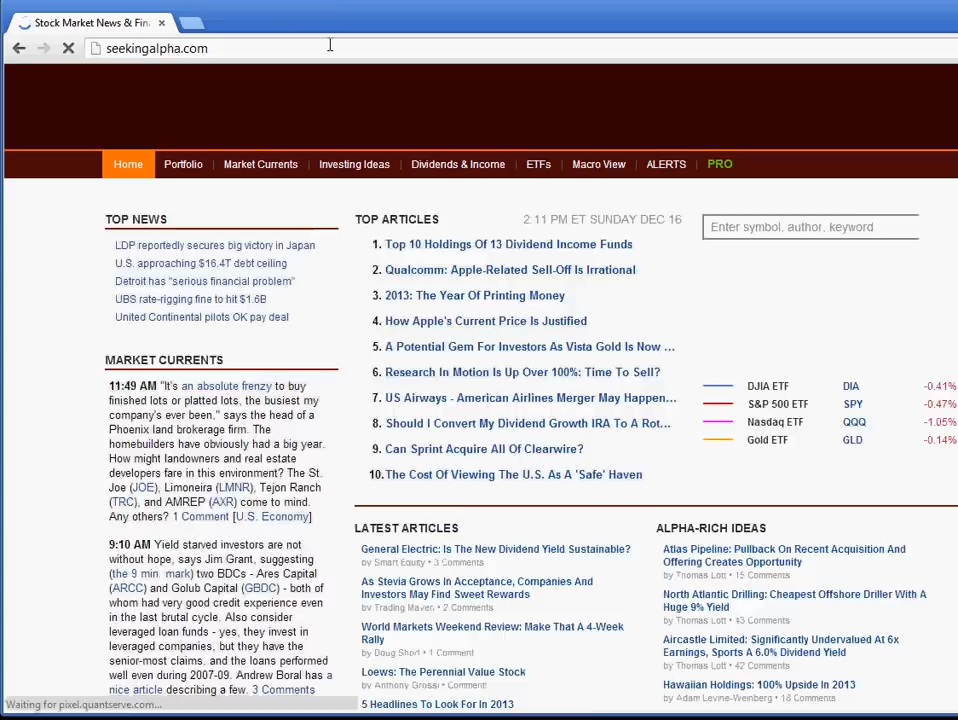 Stock Market News & Fin
seekingalpha.com
Home
Portfolio
Market Currents
Investing Ideas
Dividends & Income
ETFs
Macro View
ALERTS
PRO
TOP NEWS
LDP reportedly secures big victory in Japan
U.S. approaching $16.4T debt ceiling
Detroit has "serious financial problem"
UBS rate-rigging fine to hit $1.6B
United Continental pilots OK pay deal
MARKET CURRENTS
11:49 AM "It's an absolute frenzy to buy
finished lots or platted lots, the busiest my
company's ever been," says the head of a
Phoenix land brokerage firm. The
homebuilders have obviously had a big year.
How might landowners and real estate
developers fare in this environment? The St.
Joe (JOE), Limoneira (LMNR), Tejon Ranch
(TRC), and AMREP (AXR) come to mind.
Any others? 1 Comment [U.S. Economy]
9:10 AM Yield starved investors are not
without hope, says Jim Grant, suggesting
(the 9 min. mark) two BDCs - Ares Capital
(ARCC) and Golub Capital (GBDC) - both of
whom had very good credit experience even
in the last brutal cycle. Also consider
leveraged loan funds - yes, they invest in
leveraged companies, but they have the
senior-most claims, and the loans performed
well even during 2007-09. Andrew Boral has a
nice article describing a few. 3 Comments
Waiting for pixel.quantserve.com...
TOP ARTICLES
2:11 PM ET SUNDAY DEC 16
1. Top 10 Holdings Of 13 Dividend Income Funds
2. Qualcomm: Apple-Related Sell-Off Is Irrational
3. 2013: The Year Of Printing Money
4. How Apple's Current Price Is Justified
5. A Potential Gem For Investors As Vista Gold Is Now ...
6. Research In Motion Is Up Over 100%: Time To Sell?
7. US Airways - American Airlines Merger May Happen...
8. Should I Convert My Dividend Growth IRA To A Rot...
9. Can Sprint Acquire All Of Clearwire?
10. The Cost Of Viewing The U.S. As A 'Safe' Haven
Enter symbol, author, keyword
DJIA ETF DIA -0.41%
S&P 500 ETF SPY -0.47%
Nasdaq ETF QQQ -1.05%
Gold ETF GLD -0.14%
LATEST ARTICLES
General Electric: Is The New Dividend Yield Sustainable?
by Smart Equity • 3 Comments
As Stevia Grows In Acceptance, Companies And
Investors May Find Sweet Rewards
by Trading Maven • 2 Comments
World Markets Weekend Review: Make That A 4-Week
Rally
by Doug Short • 1 Comment
Loews: The Perennial Value Stock
by Anthony Grossi • Comment!
5 Headlines To Look For In 2013
ALPHA-RICH IDEAS
Atlas Pipeline: Pullback On Recent Acquisition And
Offering Creates Opportunity
by Thomas Lott • 15 Comments
North Atlantic Drilling: Cheapest Offshore Driller With A
Huge 9% Yield
by Thomas Lott • 43 Comments
Aircastle Limited: Significantly Undervalued At 6x
Earnings, Sports A 6.0% Dividend Yield
by Thomas Lott • 42 Comments
Hawaiian Holdings: 100% Upside In 2013
by Adam Levine-Weinberg • 18 Comments